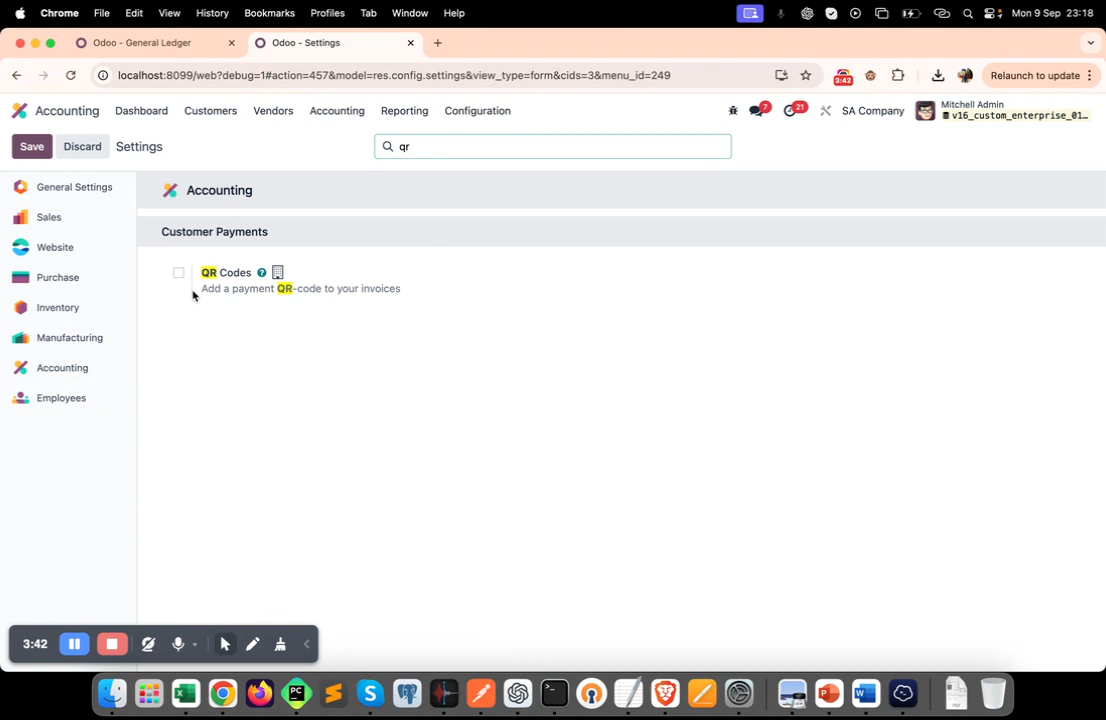 Chrome File Edit View History Bookmarks Profiles Tab Window Help Mon 9 Sep 23:18
Odoo - General Ledger Odoo - Settings
localhost:8099/web?debug=1#action=457&model=res.config.settings&view_type=form&cids=3&menu_id=249 3:42 Relaunch to update
Accounting Dashboard Customers Vendors Accounting Reporting Configuration 7 21 SA Company Mitchell Admin
v16_custom_enterprise_01...
Save Discard Settings qr
General Settings
Sales
Website
Purchase
Inventory
Manufacturing
Accounting
Employees
Accounting
Customer Payments
QR Codes ?
Add a payment QR-code to your invoices
3:42